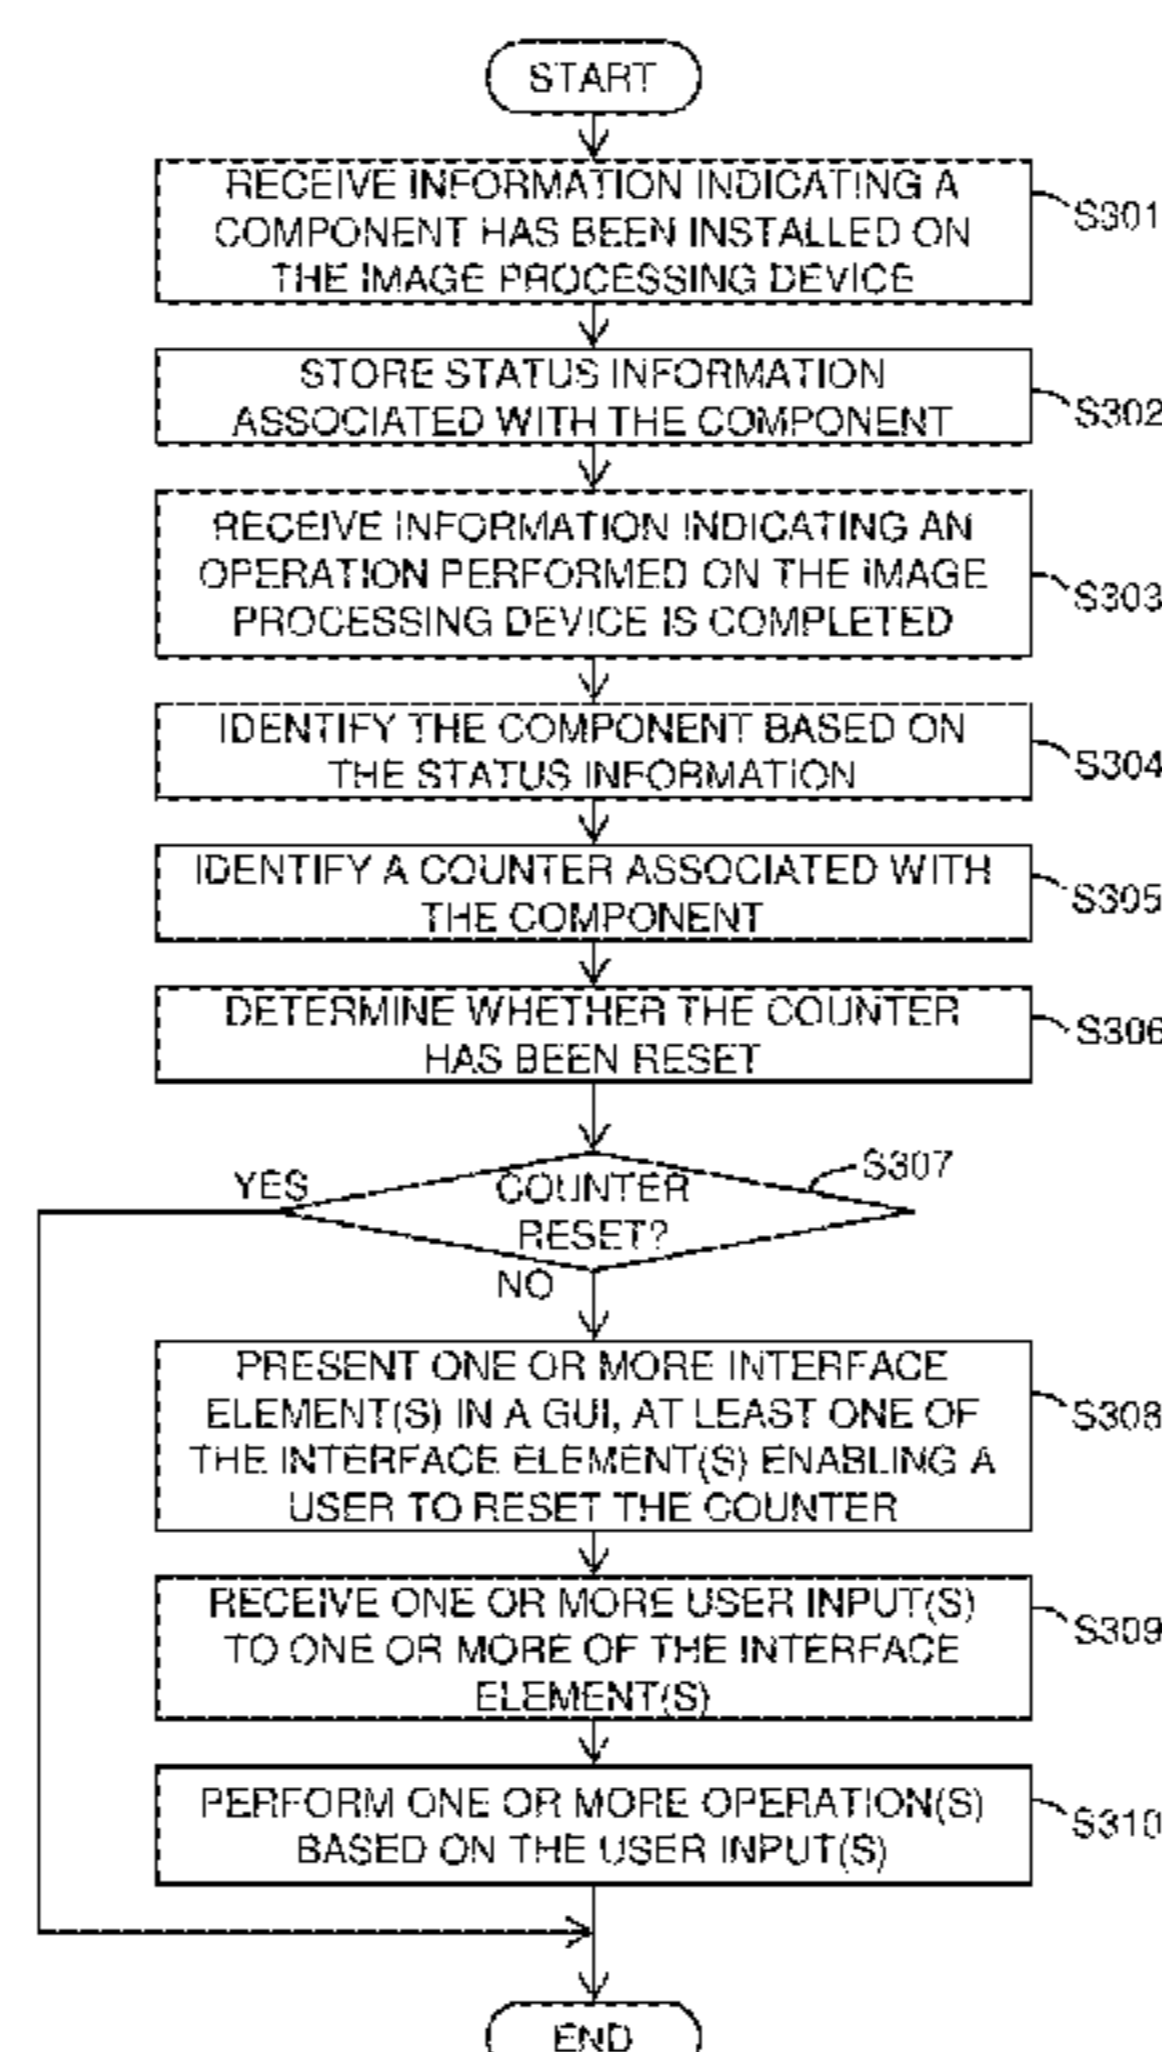 START
RECEIVE INFORMATION INDICATING A
COMPONENT HAS BEEN INSTALLED ON
THE IMAGE PROCESSING DEVICE
S301
STORE STATUS INFORMATION
ASSOCIATED WITH THE COMPONENT
S302
RECEIVE INFORMATION INDICATING AN
OPERATION PERFORMED ON THE IMAGE
PROCESSING DEVICE IS COMPLETED
S303
IDENTIFY THE COMPONENT BASED ON
THE STATUS INFORMATION
S304
IDENTIFY A COUNTER ASSOCIATED WITH
THE COMPONENT
S305
DETERMINE WHETHER THE COUNTER
HAS BEEN RESET
S306
YES
COUNTER
RESET?
S307
NO
PRESENT ONE OR MORE INTERFACE
ELEMENT(S) IN A GUI, AT LEAST ONE OF
THE INTERFACE ELEMENT(S) ENABLING A
USER TO RESET THE COUNTER
S308
RECEIVE ONE OR MORE USER INPUT(S)
TO ONE OR MORE OF THE INTERFACE
ELEMENT(S)
S309
PERFORM ONE OR MORE OPERATION(S)
BASED ON THE USER INPUT(S)
S310
END